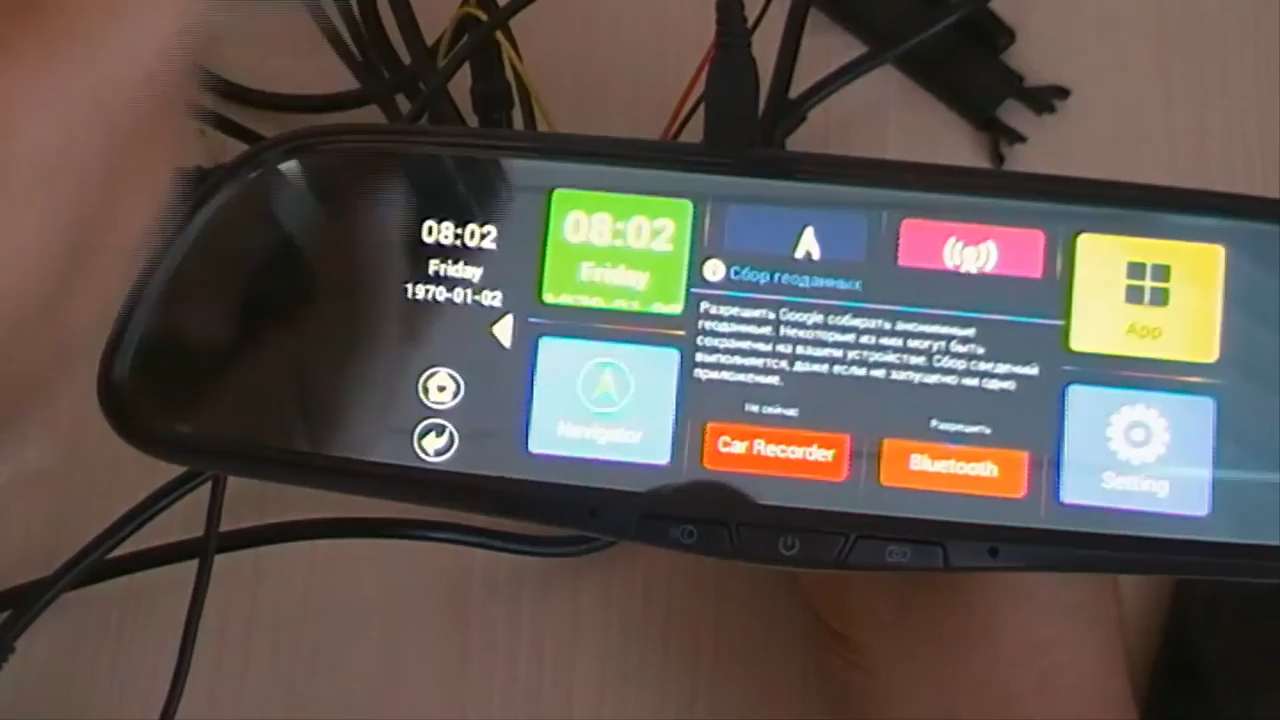 08:02
Friday
1970-01-02
08:02
Friday
Сбор геоданных
Разрешить Google собирать анонимные
геоданные. Некоторые из них могут быть
сохранены на вашем устройстве. Сбор сведений
выполняется, даже если не запущено ни одно
приложение.
Не сейчас
Разрешить
Navigator
Car Recorder
Bluetooth
App
Setting